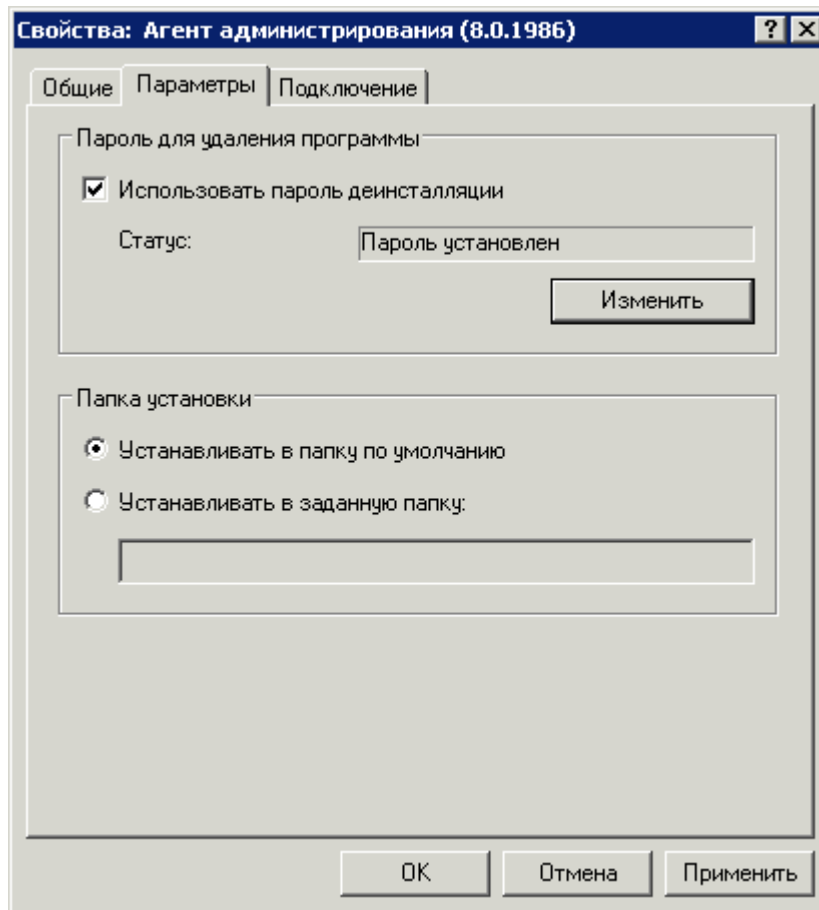 Свойства: Агент администрирования (8.0.1986)
Общие Параметры Подключение
Пароль для удаления программы
Использовать пароль деинсталляции
Статус: Пароль установлен
Изменить
Папка установки
Устанавливать в папку по умолчанию
Устанавливать в заданную папку:
OK Отмена Применить